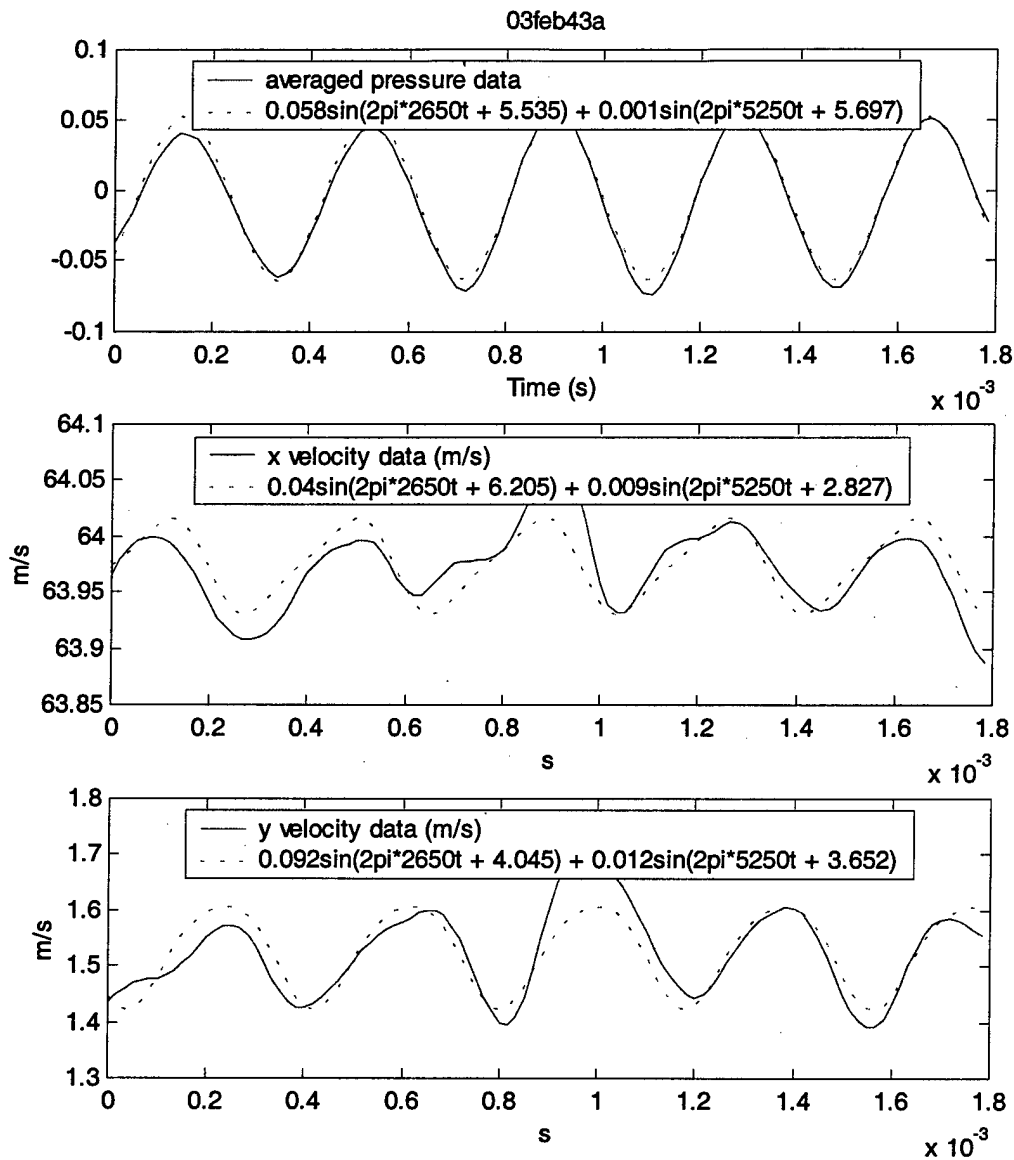 03feb43a
0.1
averaged pressure data
0.058sin(2pi*2650t + 5.535) + 0.001sin(2pi*5250t + 5.697)
0.05
0
-0.05
-0.1
0 0.2 0.4 0.6 0.8 1 1.2 1.4 1.6 1.8
Time (s)
x 10-3
64.1
x velocity data (m/s)
0.04sin(2pi*2650t + 6.205) + 0.009sin(2pi*5250t + 2.827)
64.05
64
m/s
63.95
63.9
63.85
0 0.2 0.4 0.6 0.8 1 1.2 1.4 1.6 1.8
s
x 10-3
1.8
y velocity data (m/s)
0.092sin(2pi*2650t + 4.045) + 0.012sin(2pi*5250t + 3.652)
1.7
1.6
m/s
1.5
1.4
1.3
0 0.2 0.4 0.6 0.8 1 1.2 1.4 1.6 1.8
s
x 10-3